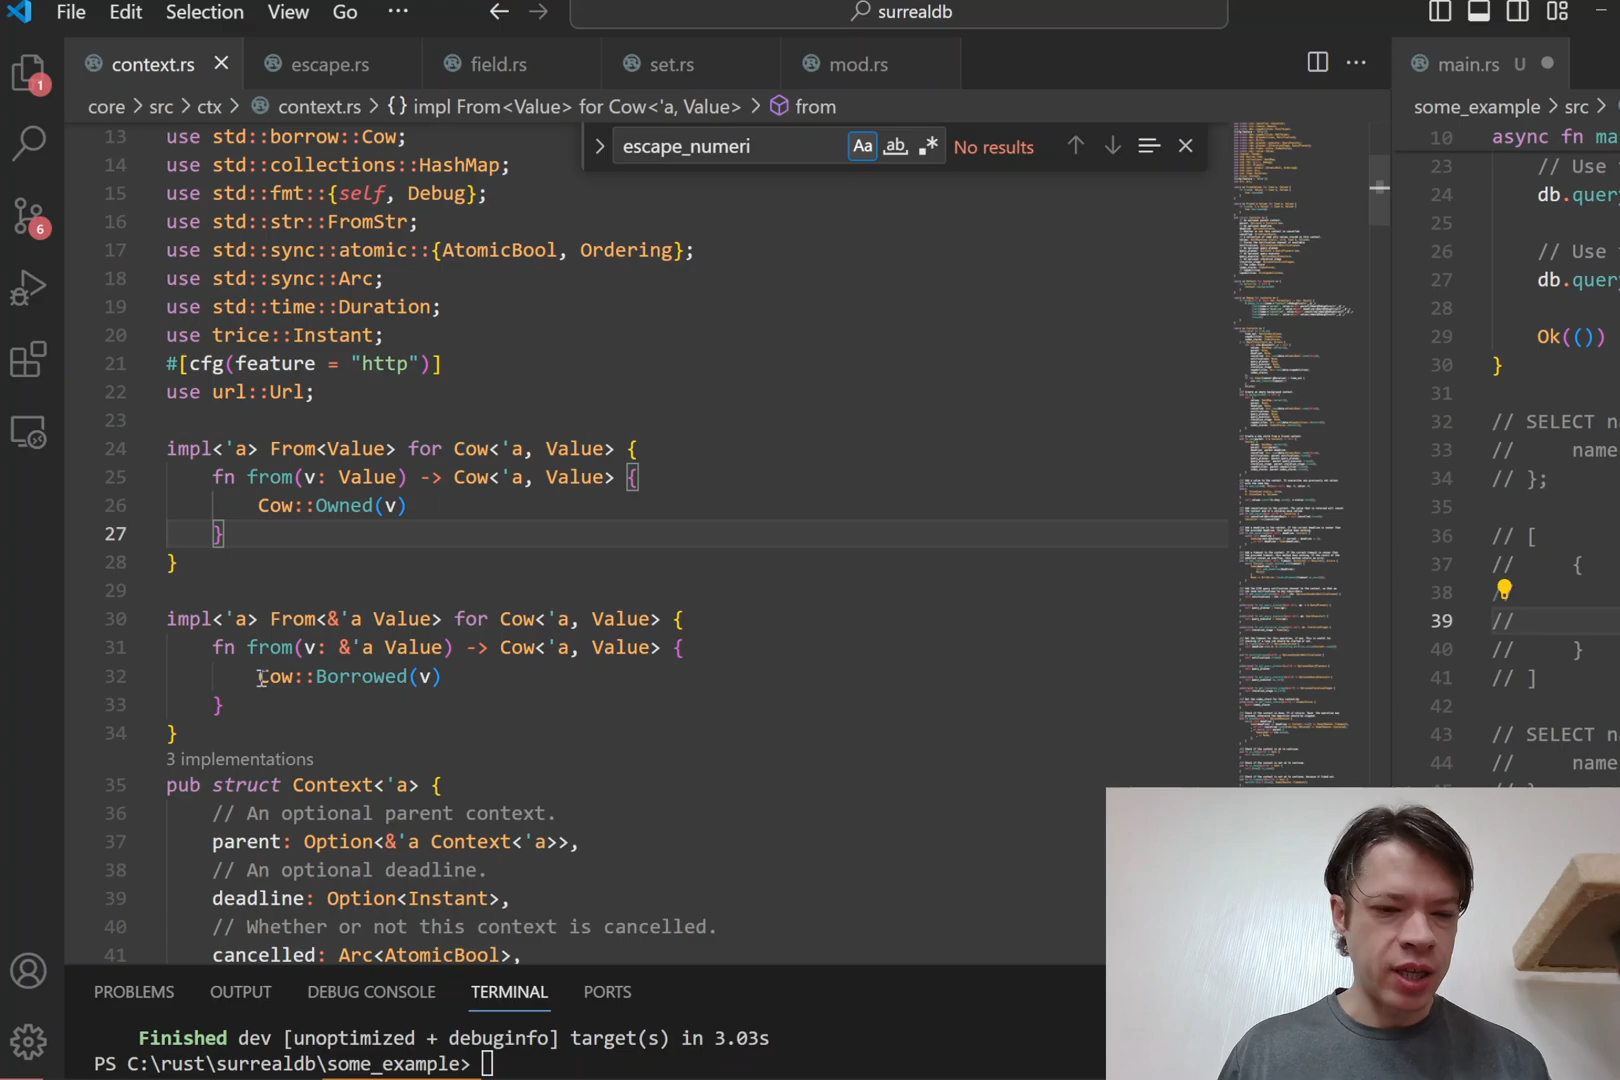 File Edit Selection View Go ··· surrealdb
context.rs escape.rs field.rs set.rs mod.rs main.rs U
core > src > ctx > context.rs > {} impl From<Value> for Cow<'a, Value> > from
some_example > src
escape_numeri Aa ab No results
13 use std::borrow::Cow;
14 use std::collections::HashMap;
15 use std::fmt::{self, Debug};
16 use std::str::FromStr;
17 use std::sync::atomic::{AtomicBool, Ordering};
18 use std::sync::Arc;
19 use std::time::Duration;
20 use trice::Instant;
21 #[cfg(feature = "http")]
22 use url::Url;
23
24 impl<'a> From<Value> for Cow<'a, Value> {
25 fn from(v: Value) -> Cow<'a, Value> {
26 Cow::Owned(v)
27 }
28 }
29
30 impl<'a> From<&'a Value> for Cow<'a, Value> {
31 fn from(v: &'a Value) -> Cow<'a, Value> {
32 Cow::Borrowed(v)
33 }
34 }
3 implementations
35 pub struct Context<'a> {
36 // An optional parent context.
37 parent: Option<&'a Context<'a>>,
38 // An optional deadline.
39 deadline: Option<Instant>,
40 // Whether or not this context is cancelled.
41 cancelled: Arc<AtomicBool>,
10 async fn ma
23 // Use
24 db.query
25
26 // Use
27 db.query
28
29 Ok(())
30 }
31
32 // SELECT n
33 // name
34 // };
35
36 // [
37 // {
38
39 //
40 // }
41 // ]
42
43 // SELECT n
44 // name
1
6
PROBLEMS OUTPUT DEBUG CONSOLE TERMINAL PORTS
Finished dev [unoptimized + debuginfo] target(s) in 3.03s
PS C:\rust\surrealdb\some_example>